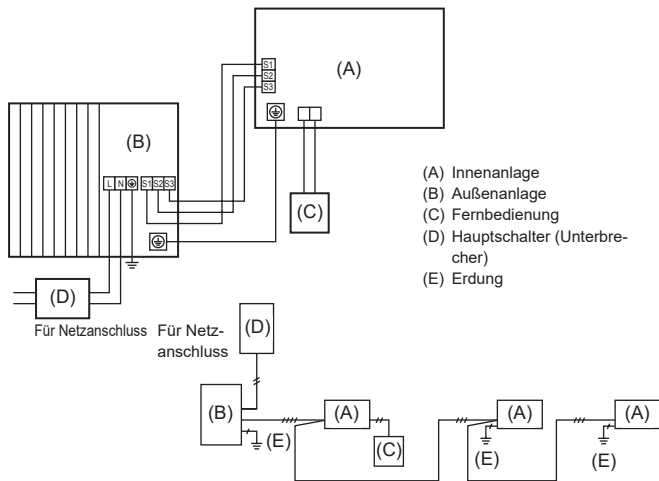 S1
S2
S3
(A)
(B)
L N S1 S2 S3
(C)
(D)
Für Netzanschluss
(A) Innenanlage
(B) Außenanlage
(C) Fernbedienung
(D) Hauptschalter (Unterbre-
cher)
(E) Erdung
Für Netz-
anschluss
(D)
(B)
(E)
(A)
(C)
(A)
(E)
(A)
(E)